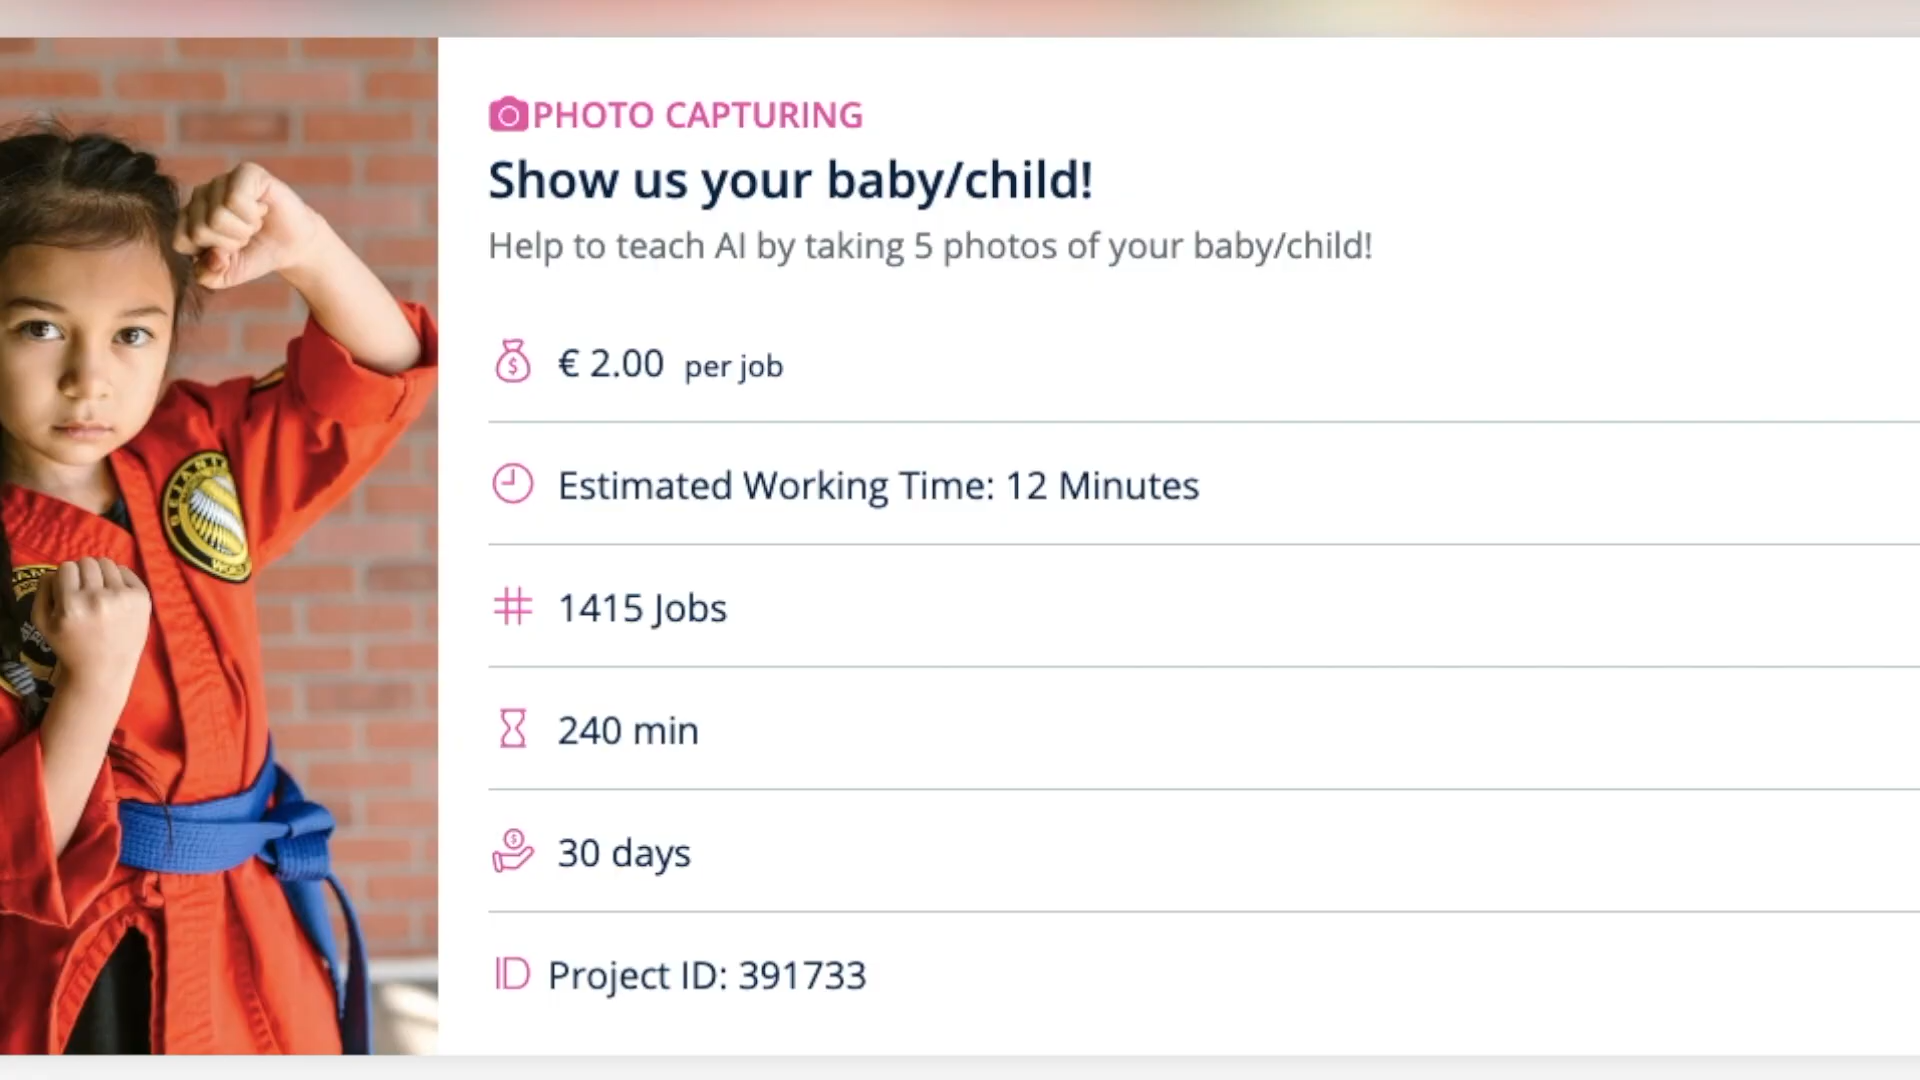 PHOTO CAPTURING
Show us your baby/child!
Help to teach AI by taking 5 photos of your baby/child!
€ 2.00 per job
Estimated Working Time: 12 Minutes
1415 Jobs
240 min
30 days
ID Project ID: 391733